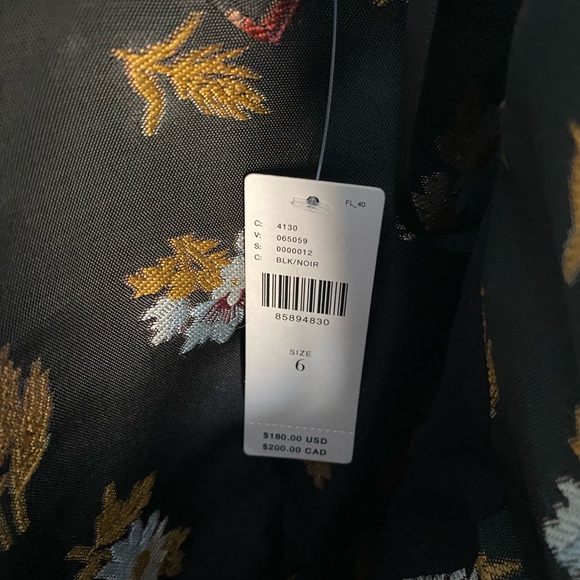 FL_40
C: 4130
V: 065059
S: 0000012
C: BLK/NOIR
85894830
SIZE
6
$180.00 USD
$200.00 CAD